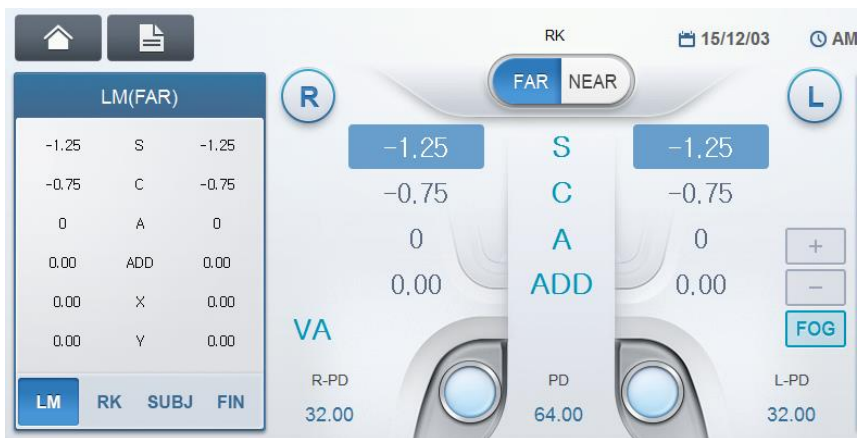 RK
15/12/03
AM
LM(FAR)
R
FAR NEAR
L
-1.25 S -1.25
-0.75 C -0.75
0 A 0
0.00 ADD 0.00
0.00 X 0.00
0.00 Y 0.00
LM RK SUBJ FIN
-1.25 S -1.25
-0.75 C -0.75
0 A 0
0.00 ADD 0.00
+
-
FOG
VA
R-PD PD L-PD
32.00 64.00 32.00